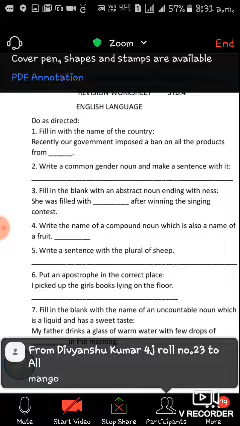 57% 8:31 a.m.
Zoom
End
Cover pen, shapes and stamps are available
PDF Annotation
REVISION WORKSHEET STD.4
ENGLISH LANGUAGE
Do as directed:
1. Fill in with the name of the country:
Recently our government imposed a ban on all the products
from ______.
2. Write a common gender noun and make a sentence with it:
3. Fill in the blank with an abstract noun ending with ness:
She was filled with _________ after winning the singing
contest.
4. Write the name of a compound noun which is also a name of
a fruit. _________
5. Write a sentence with the plural of sheep.
6. Put an apostrophe in the correct place:
I picked up the girls books lying on the floor.
7. Fill in the blank with the name of an uncountable noun which
is a liquid and has a sweet taste:
My father drinks a glass of warm water with few drops of
in the morning.
From Divyanshu Kumar 4j roll no.23 to
All
mango
Mute
Start Video
Stop Share
Participants
More
V RECORDER